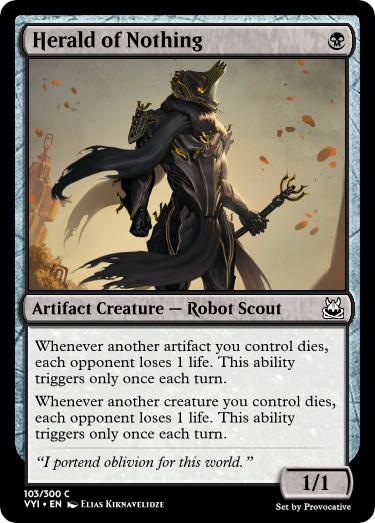 Herald of Nothing
Artifact Creature — Robot Scout
Whenever another artifact you control dies,
each opponent loses 1 life. This ability
triggers only once each turn.
Whenever another creature you control dies,
each opponent loses 1 life. This ability
triggers only once each turn.
"I portend oblivion for this world."
1/1
103/300 C
VYI • EN Elias Kiknavelidze
Set by Provocative